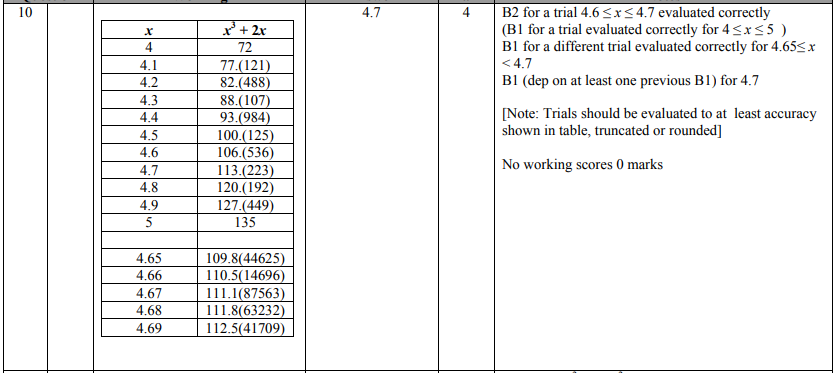 10
x x³ + 2x
4 72
4.1 77.(121)
4.2 82.(488)
4.3 88.(107)
4.4 93.(984)
4.5 100.(125)
4.6 106.(536)
4.7 113.(223)
4.8 120.(192)
4.9 127.(449)
5 135
4.65 109.8(44625)
4.66 110.5(14696)
4.67 111.1(87563)
4.68 111.8(63232)
4.69 112.5(41709)
4.7
4
B2 for a trial 4.6 ≤ x ≤ 4.7 evaluated correctly
(B1 for a trial evaluated correctly for 4 ≤ x ≤ 5 )
B1 for a different trial evaluated correctly for 4.65≤ x
< 4.7
B1 (dep on at least one previous B1) for 4.7
[Note: Trials should be evaluated to at least accuracy
shown in table, truncated or rounded]
No working scores 0 marks